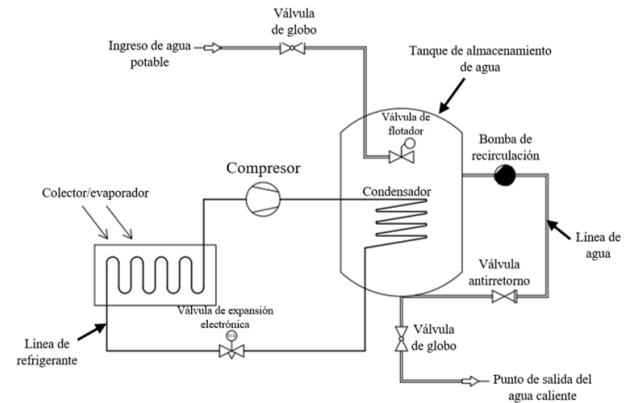 Válvula
de globo
Ingreso de agua
potable
Tanque de almacenamiento
de agua
Válvula de
flotador
Bomba de
recirculación
Compresor
Condensador
Colector/evaporador
Línea de
agua
Válvula
antirretorno
Válvula de expansión
electrónica
Línea de
refrigerante
Válvula
de globo
Punto de salida del
agua caliente